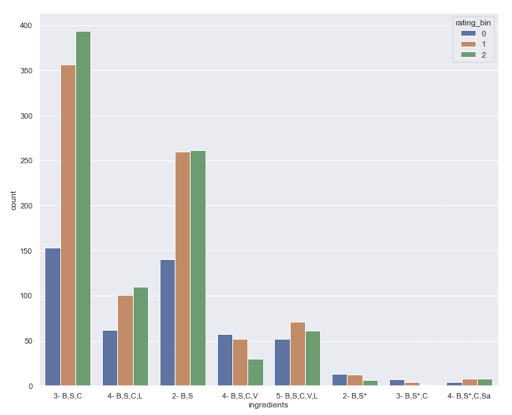 rating_bin
0
1
2
400
350
300
250
200
150
100
50
0
count
3- B,S,C
4- B,S,C,L
2- B,S
4- B,S,C,V
5- B,S,C,V,L
2- B,S*
3- B,S*,C
4- B,S*,C,Sa
ingredients